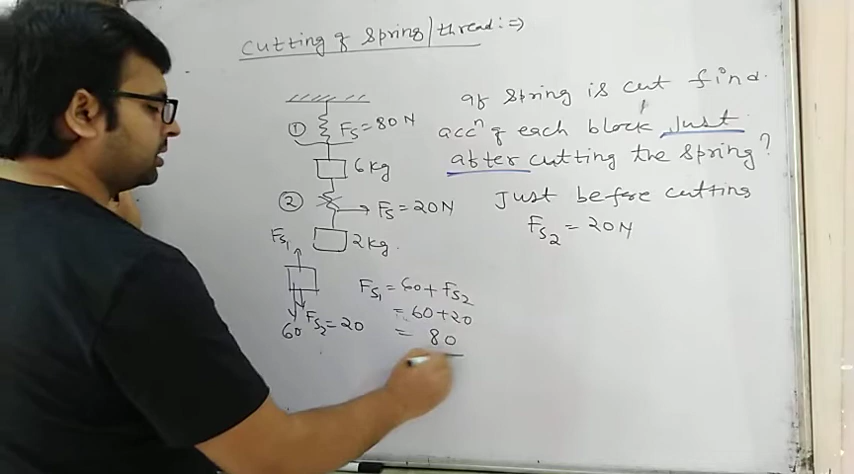 Cutting of Spring/thread:⇒
① Fs=80N
6kg
② → Fs=20N
2kg.
If Spring is cut find.
accⁿ of each block just
after cutting the Spring?
Just before cutting
Fs₂ = 20N
Fs₁
60 Fs₂=20
Fs₁ = 60+Fs₂
= 60+20
= 80